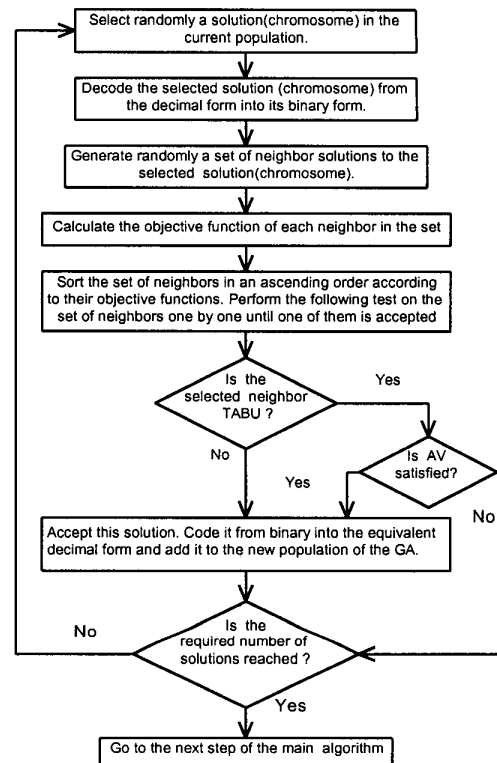 Select randomly a solution(chromosome) in the
current population.
Decode the selected solution (chromosome) from
the decimal form into its binary form.
Generate randomly a set of neighbor solutions to the
selected solution(chromosome).
Calculate the objective function of each neighbor in the set
Sort the set of neighbors in an ascending order according
to their objective functions. Perform the following test on the
set of neighbors one by one until one of them is accepted
Is the
selected neighbor
TABU ?
Yes
No
Is AV
satisfied?
Yes
No
Accept this solution. Code it from binary into the equivalent
decimal form and add it to the new population of the GA.
Is the
required number of
solutions reached ?
No
Yes
Go to the next step of the main algorithm